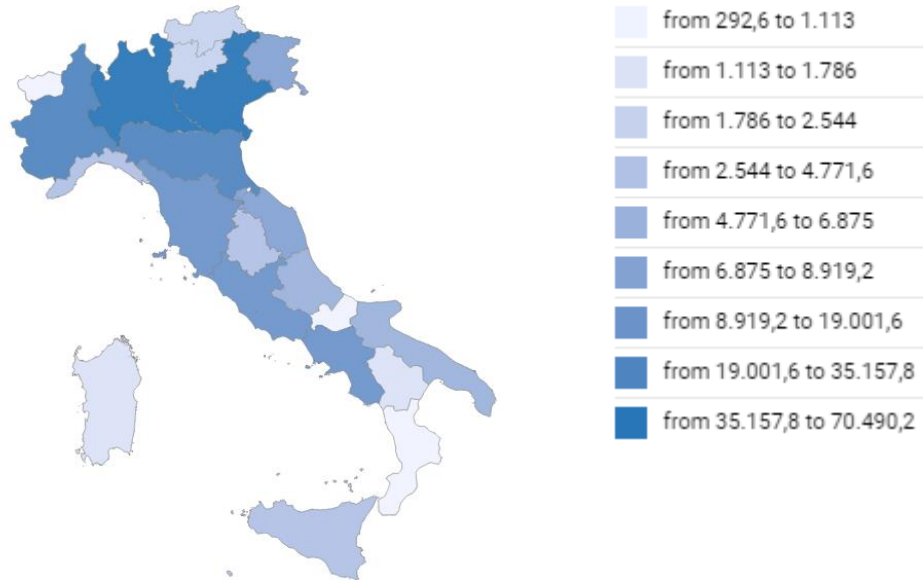 from 292,6 to 1.113
from 1.113 to 1.786
from 1.786 to 2.544
from 2.544 to 4.771,6
from 4.771,6 to 6.875
from 6.875 to 8.919,2
from 8.919,2 to 19.001,6
from 19.001,6 to 35.157,8
from 35.157,8 to 70.490,2